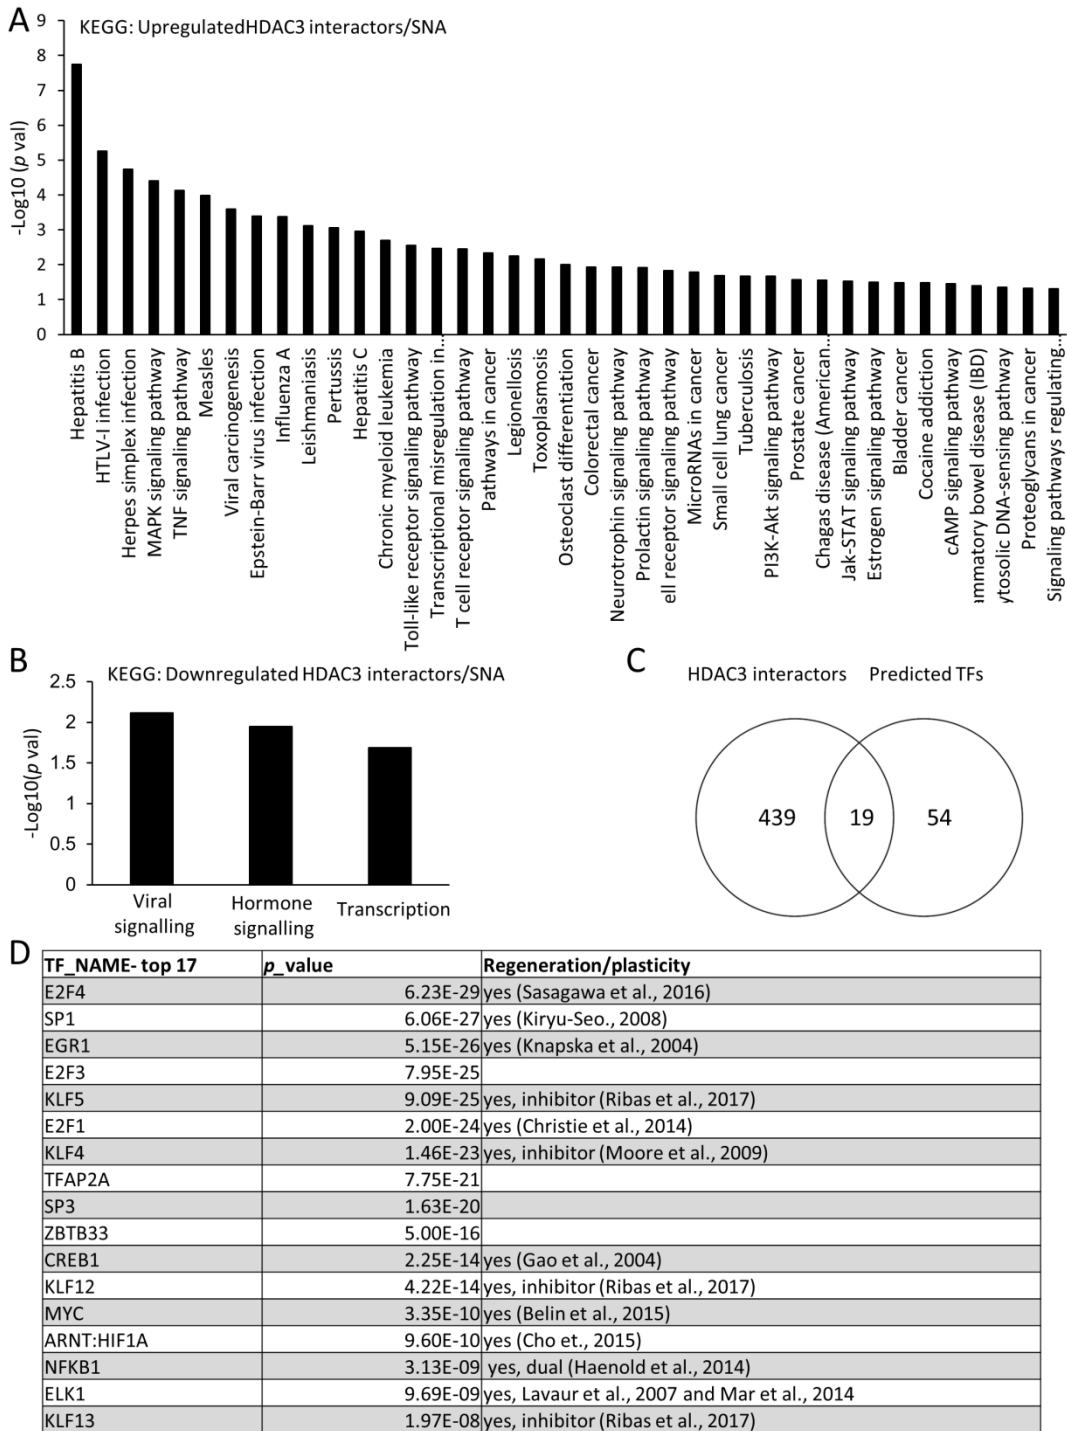 A
KEGG: UpregulatedHDAC3 interactors/SNA
-Log10 (p val)
9
8
7
6
5
4
3
2
1
0
Hepatitis B
HTLV-I infection
Herpes simplex infection
MAPK signaling pathway
TNF signaling pathway
Measles
Viral carcinogenesis
Epstein-Barr virus infection
Influenza A
Leishmaniasis
Pertussis
Hepatitis C
Chronic myeloid leukemia
Toll-like receptor signaling pathway
Transcriptional misregulation in...
T cell receptor signaling pathway
Pathways in cancer
Legionellosis
Toxoplasmosis
Osteoclast differentiation
Colorectal cancer
Neurotrophin signaling pathway
Prolactin signaling pathway
ell receptor signaling pathway
MicroRNAs in cancer
Small cell lung cancer
Tuberculosis
PI3K-Akt signaling pathway
Prostate cancer
Chagas disease (American...
Jak-STAT signaling pathway
Estrogen signaling pathway
Bladder cancer
Cocaine addiction
cAMP signaling pathway
ammatory bowel disease (IBD)
ytosolic DNA-sensing pathway
Proteoglycans in cancer
Signaling pathways regulating...
B
KEGG: Downregulated HDAC3 interactors/SNA
-Log10(p val)
2.5
2
1.5
1
0.5
0
Viral
signalling
Hormone
signalling
Transcription
C
HDAC3 interactors Predicted TFs
439 19 54
D
TF_NAME- top 17 p_value Regeneration/plasticity
E2F4 6.23E-29 yes (Sasagawa et al., 2016)
SP1 6.06E-27 yes (Kiryu-Seo., 2008)
EGR1 5.15E-26 yes (Knapska et al., 2004)
E2F3 7.95E-25
KLF5 9.09E-25 yes, inhibitor (Ribas et al., 2017)
E2F1 2.00E-24 yes (Christie et al., 2014)
KLF4 1.46E-23 yes, inhibitor (Moore et al., 2009)
TFAP2A 7.75E-21
SP3 1.63E-20
ZBTB33 5.00E-16
CREB1 2.25E-14 yes (Gao et al., 2004)
KLF12 4.22E-14 yes, inhibitor (Ribas et al., 2017)
MYC 3.35E-10 yes (Belin et al., 2015)
ARNT:HIF1A 9.60E-10 yes (Cho et., 2015)
NFKB1 3.13E-09 yes, dual (Haenold et al., 2014)
ELK1 9.69E-09 yes, Lavaur et al., 2007 and Mar et al., 2014
KLF13 1.97E-08 yes, inhibitor (Ribas et al., 2017)